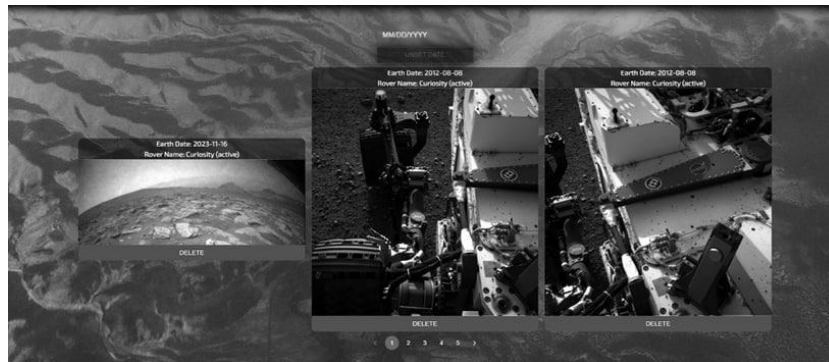 MM/DD/YYYY
UNSET DATE
Earth Date: 2023-11-16
Rover Name: Curiosity (active)
DELETE
Earth Date: 2012-08-08
Rover Name: Curiosity (active)
DELETE
Earth Date: 2012-08-08
Rover Name: Curiosity (active)
DELETE
‹ 1 2 3 4 5 ›